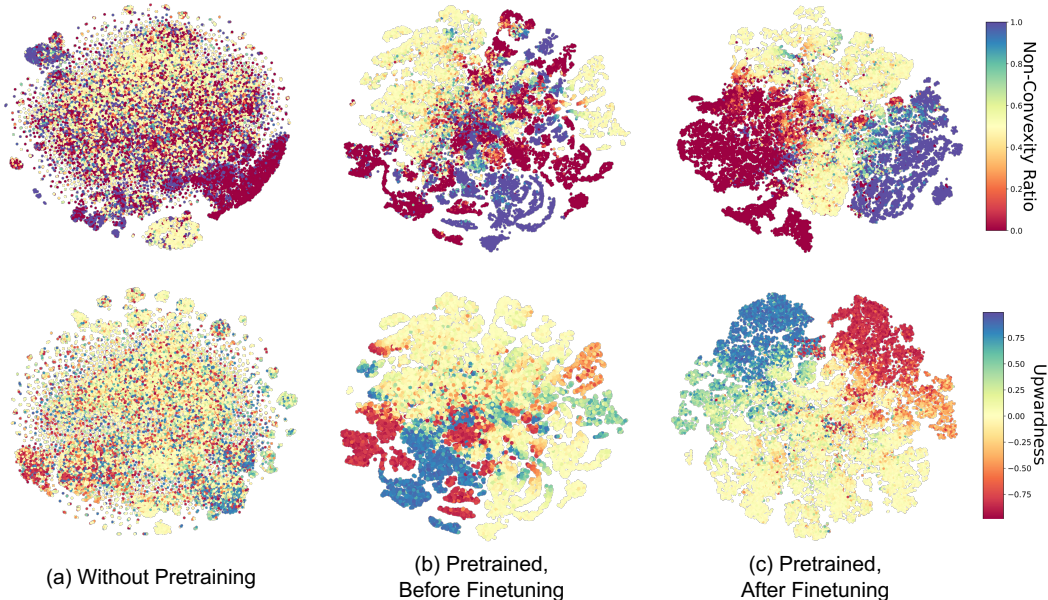 1.0
0.8
0.6
0.4
0.2
0.0
Non-Convexity Ratio
0.75
0.50
0.25
0.00
−0.25
−0.50
−0.75
Upwardness
(a) Without Pretraining
(b) Pretrained,
Before Finetuning
(c) Pretrained,
After Finetuning